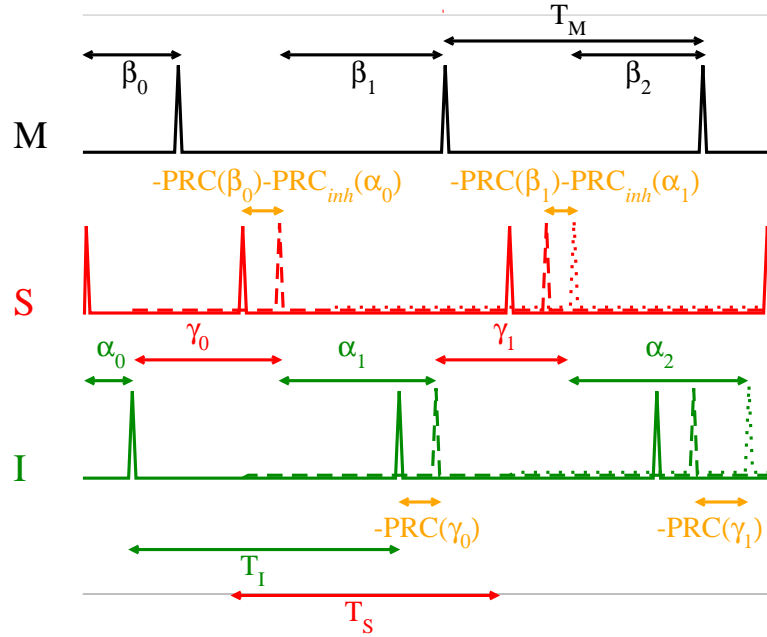 T_M
β_0 β_1 β_2
M
-PRC(β_0)-PRC_inh(α_0) -PRC(β_1)-PRC_inh(α_1)
S
γ_0 γ_1
α_0 α_1 α_2
I
-PRC(γ_0) -PRC(γ_1)
T_I
T_S